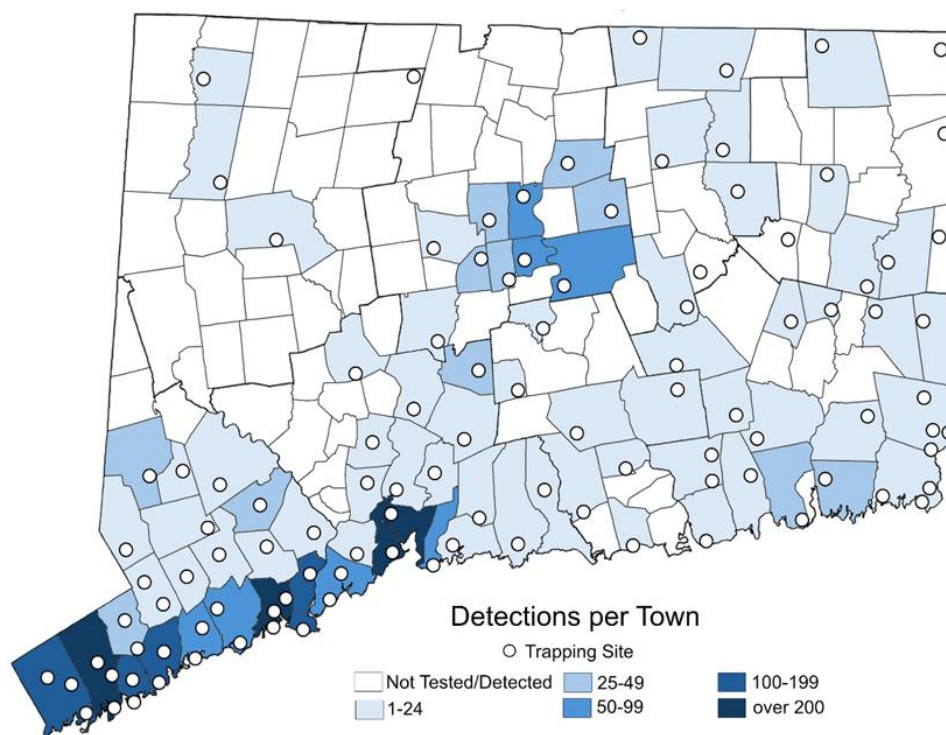 Detections per Town
Trapping Site
Not Tested/Detected
1-24
25-49
50-99
100-199
over 200